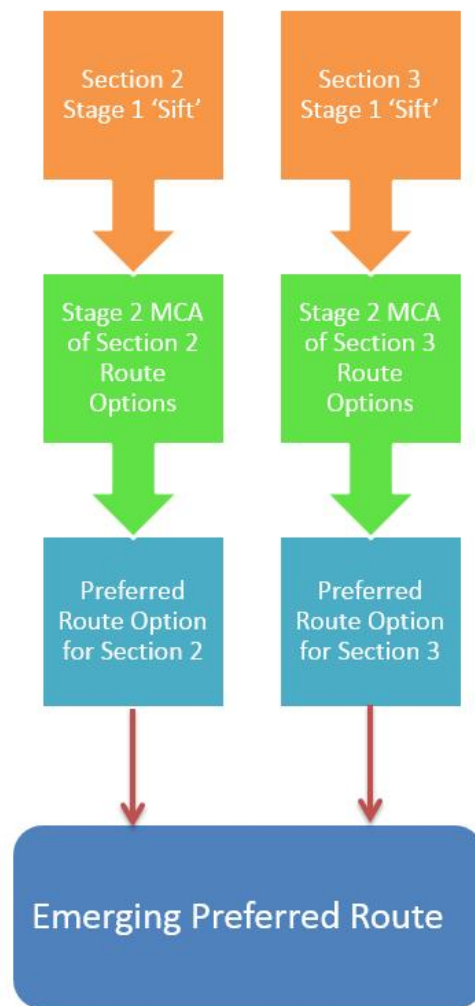 Section 2
Stage 1 ‘Sift’
Section 3
Stage 1 ‘Sift’
Stage 2 MCA
of Section 2
Route
Options
Stage 2 MCA
of Section 3
Route
Options
Preferred
Route Option
for Section 2
Preferred
Route Option
for Section 3
Emerging Preferred Route